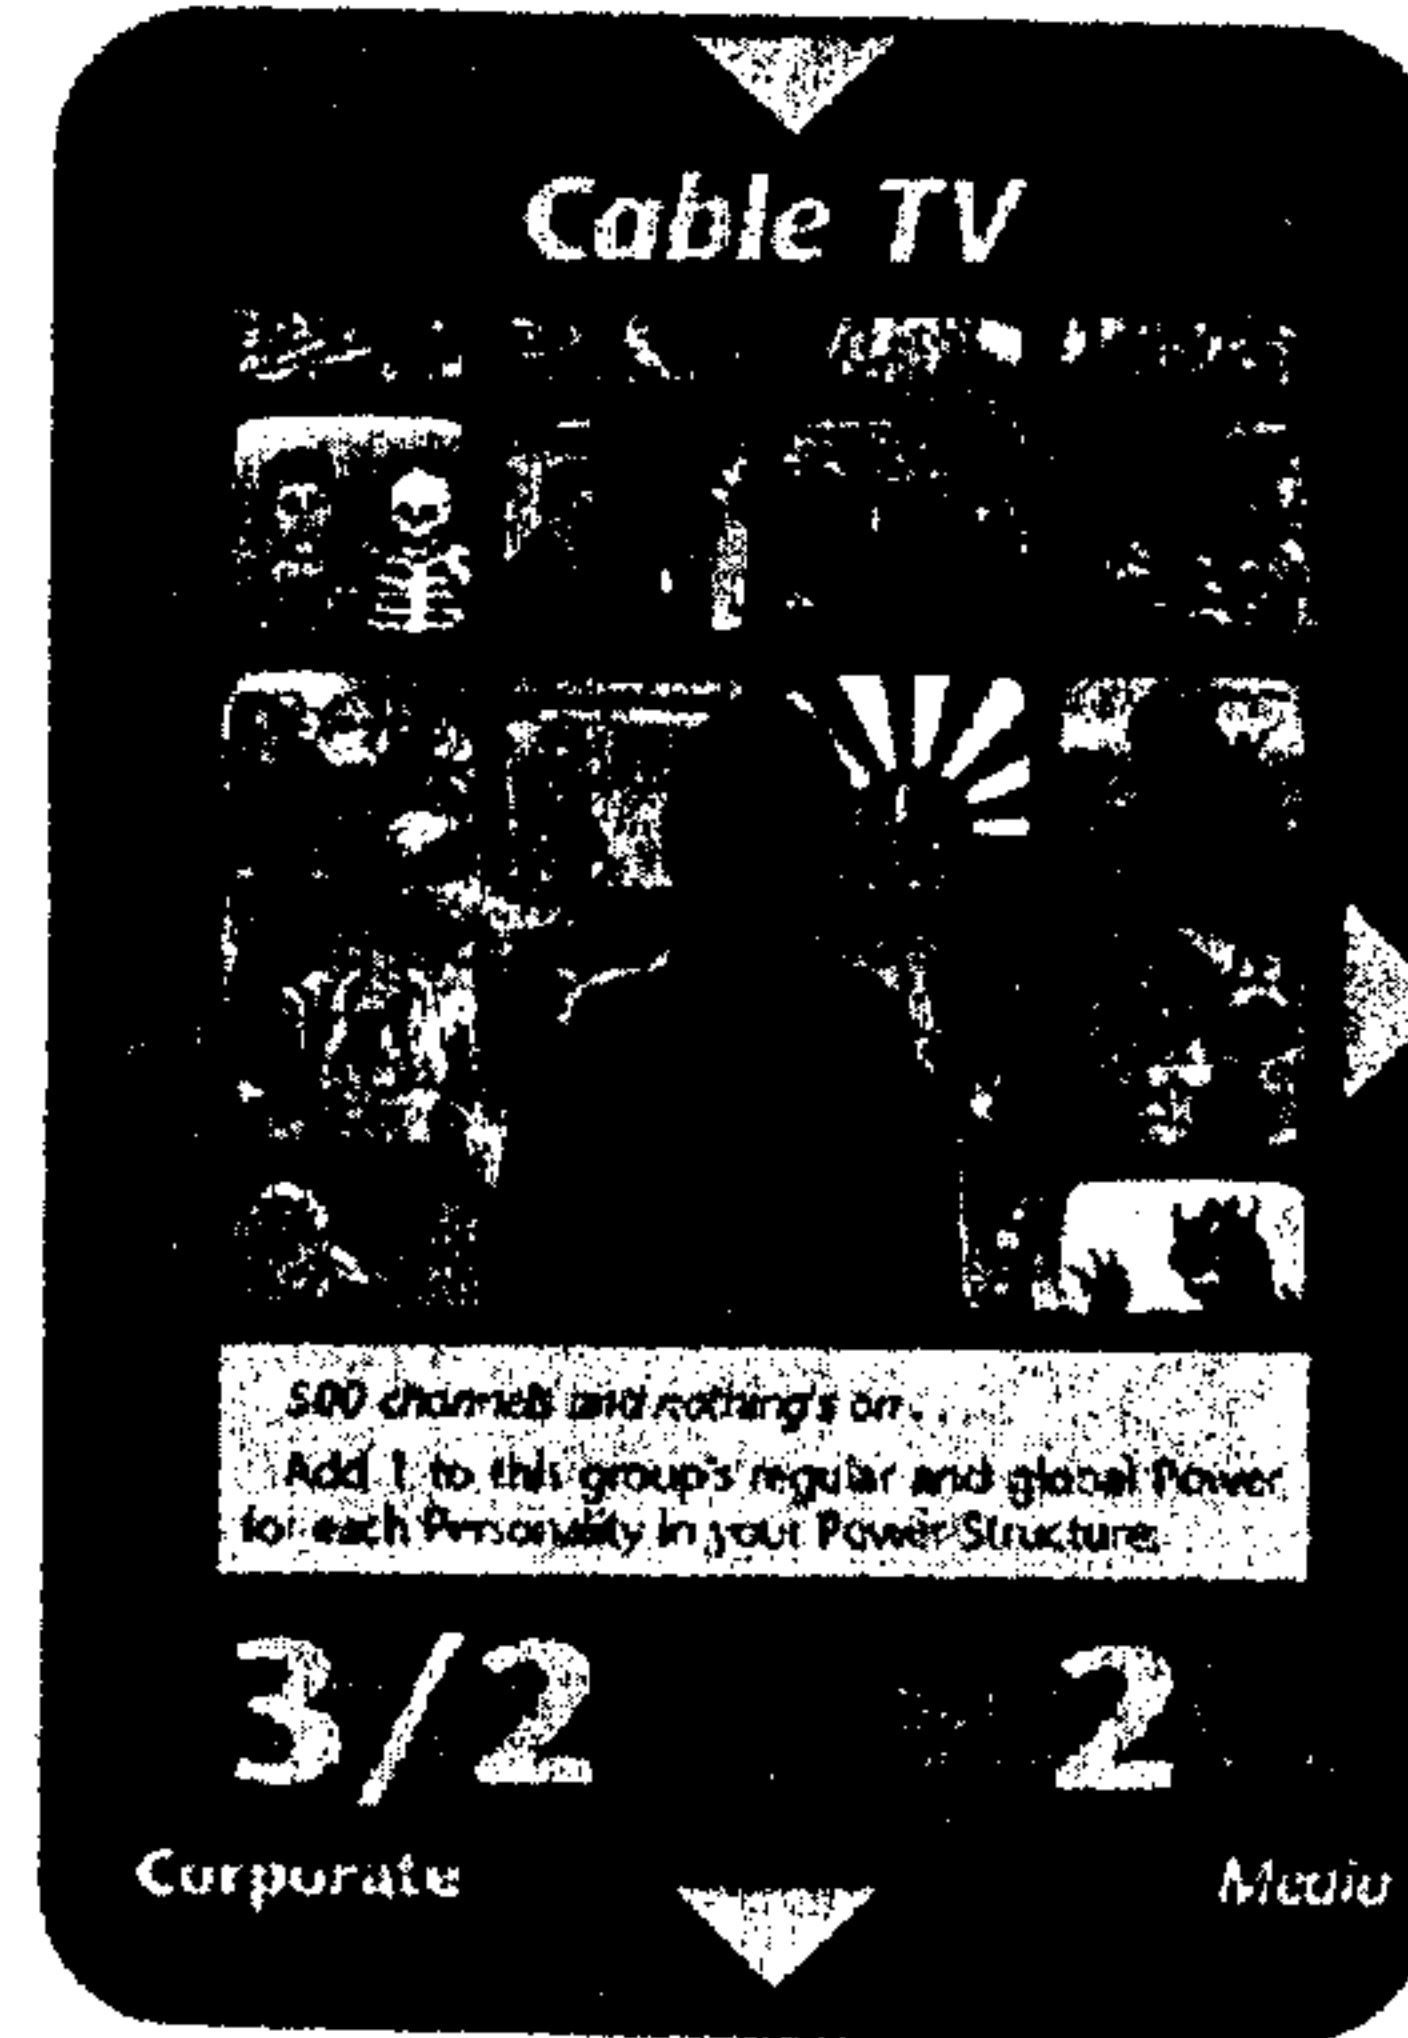 Cable TV
500 channels and nothing's on.
Add 1 to this group's regular and global Power
for each Personality in your Power Structure.
3/2
2
Corporate
Media